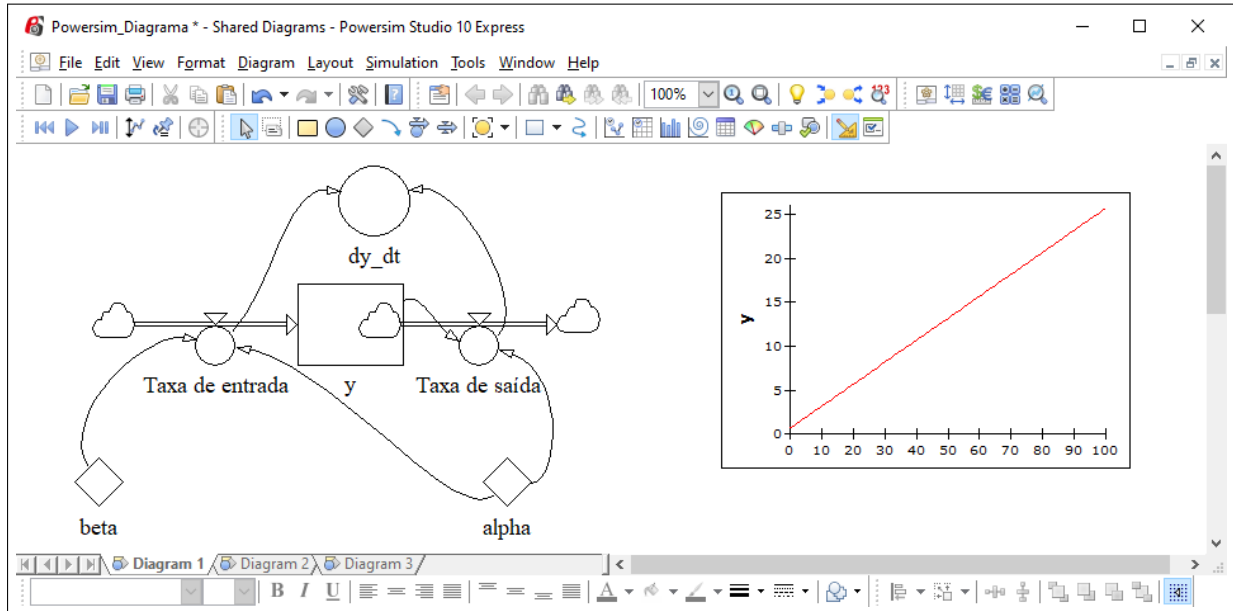 Powersim_Diagrama * - Shared Diagrams - Powersim Studio 10 Express
File Edit View Format Diagram Layout Simulation Tools Window Help
100%
123
dy_dt
Taxa de entrada
y
Taxa de saída
beta
alpha
y
25
20
15
10
5
0
0 10 20 30 40 50 60 70 80 90 100
Diagram 1 Diagram 2 Diagram 3
B I U A